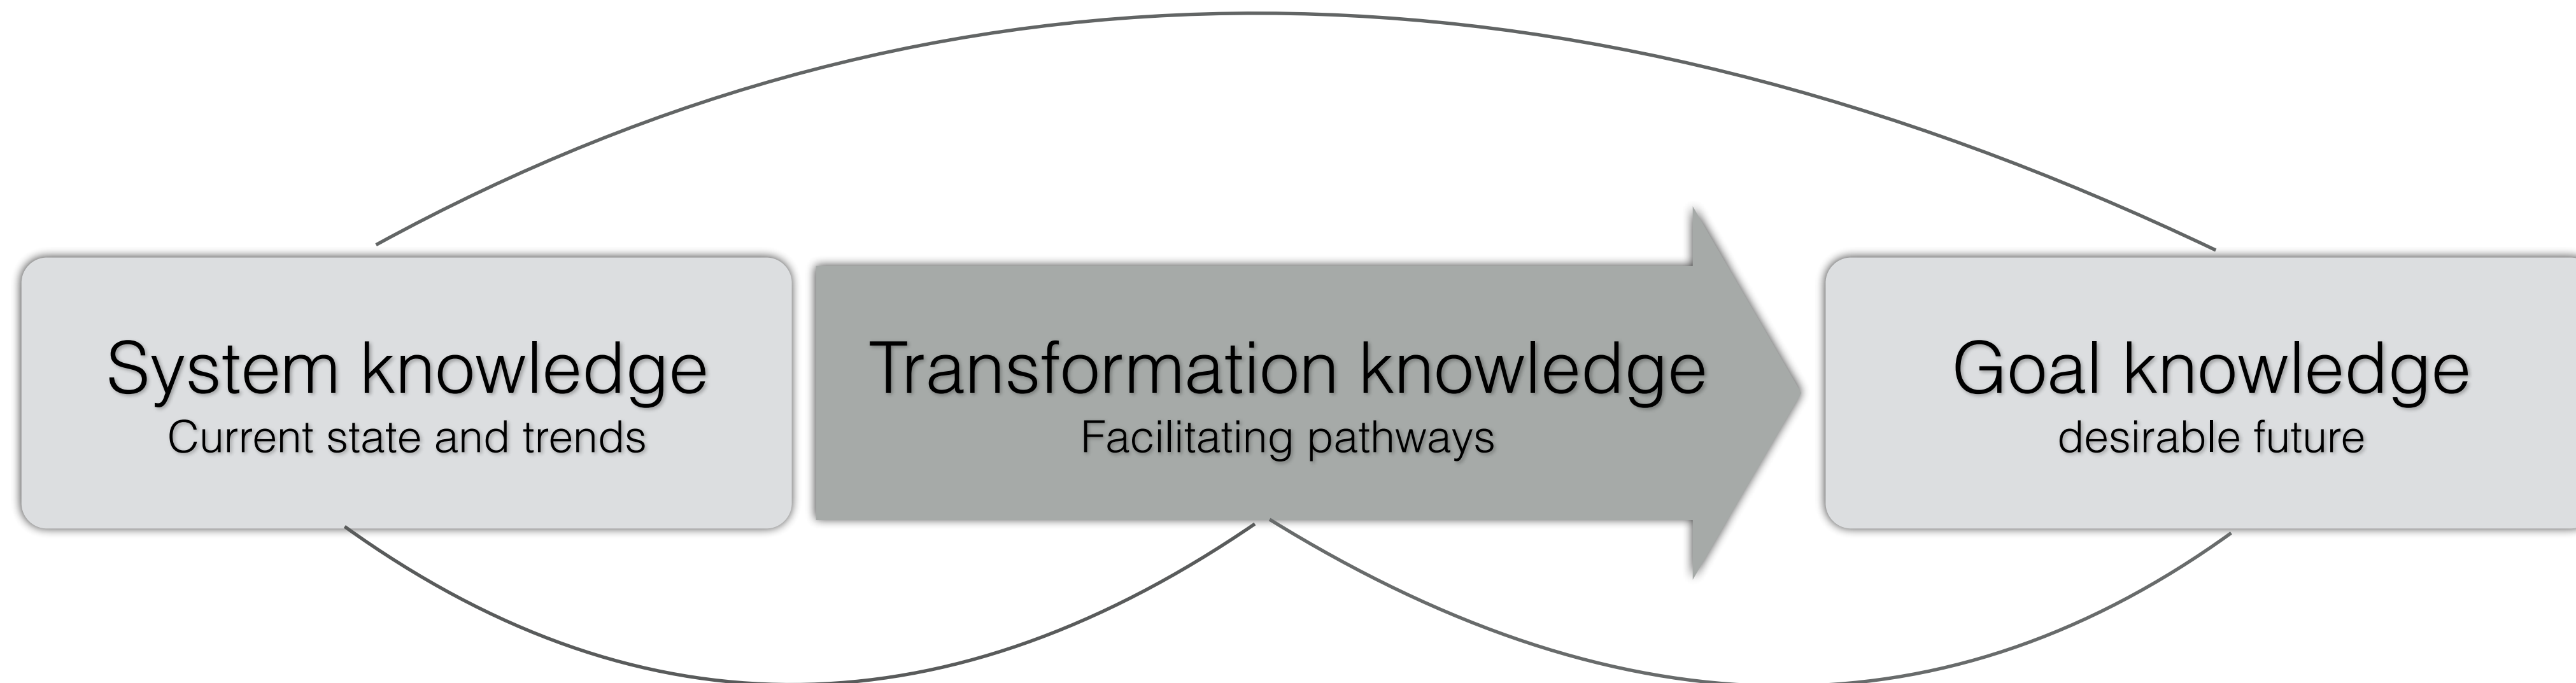 System knowledge
Current state and trends
Transformation knowledge
Facilitating pathways
Goal knowledge
desirable future